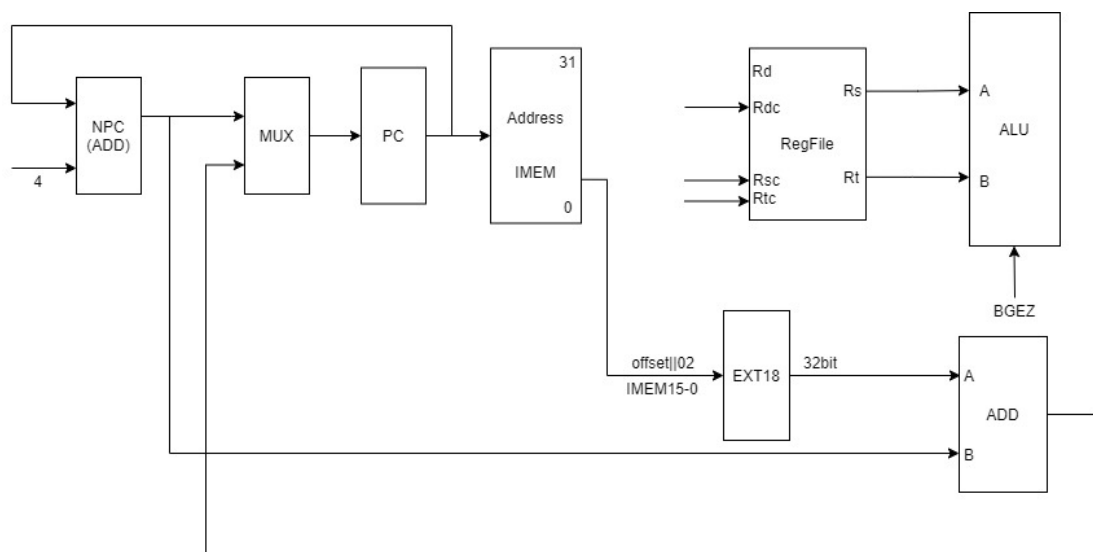 4
NPC
(ADD)
MUX
PC
31
Address
IMEM
0
Rd
Rdc
Rs
RegFile
Rsc
Rtc
Rt
A
ALU
B
BGEZ
offset||02
IMEM15-0
EXT18
32bit
A
ADD
B